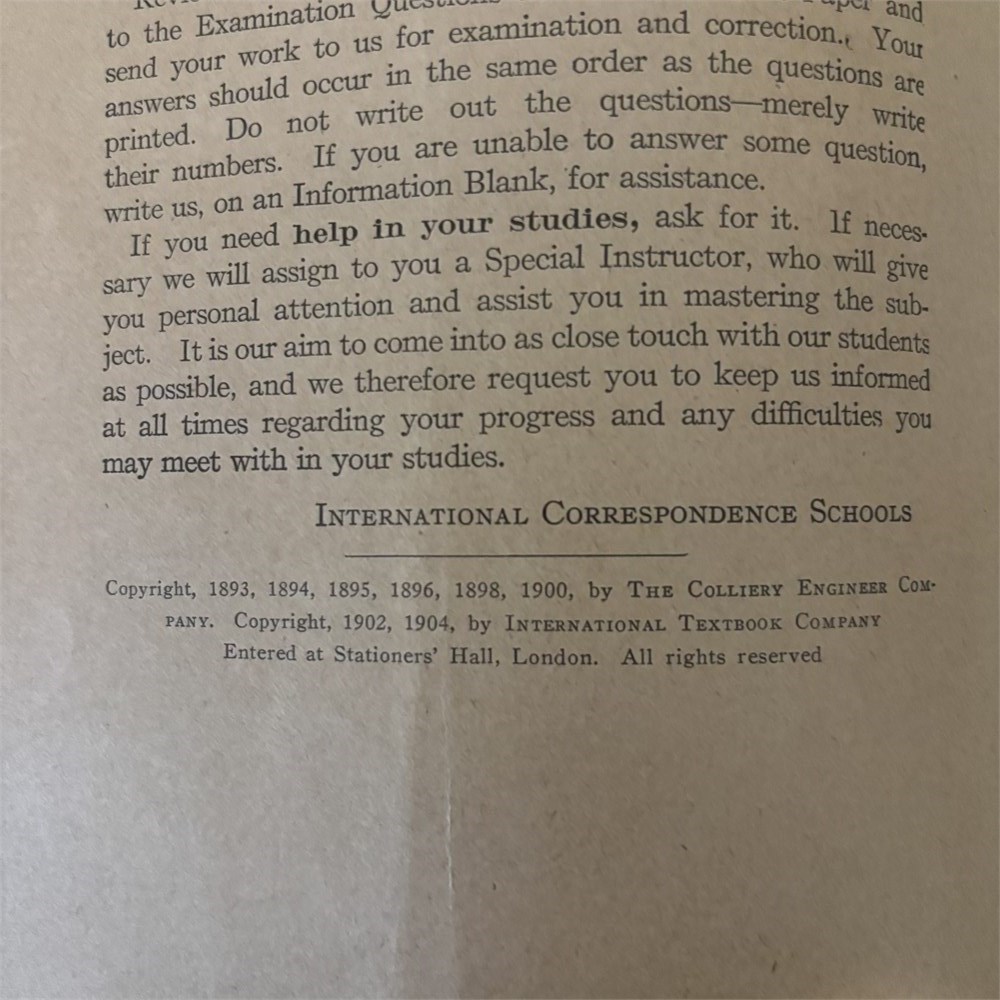 to the Examination
send your work to us for examination and correction. Your
answers should occur in the same order as the questions are
printed. Do not write out the questions—merely write
their numbers. If you are unable to answer some question,
write us, on an Information Blank, for assistance.
If you need help in your studies, ask for it. If neces-
sary we will assign to you a Special Instructor, who will give
you personal attention and assist you in mastering the sub-
ject. It is our aim to come into as close touch with our students
as possible, and we therefore request you to keep us informed
at all times regarding your progress and any difficulties you
may meet with in your studies.
INTERNATIONAL CORRESPONDENCE SCHOOLS
Copyright, 1893, 1894, 1895, 1896, 1898, 1900, by THE COLLIERY ENGINEER COM-
PANY. Copyright, 1902, 1904, by INTERNATIONAL TEXTBOOK COMPANY
Entered at Stationers' Hall, London. All rights reserved